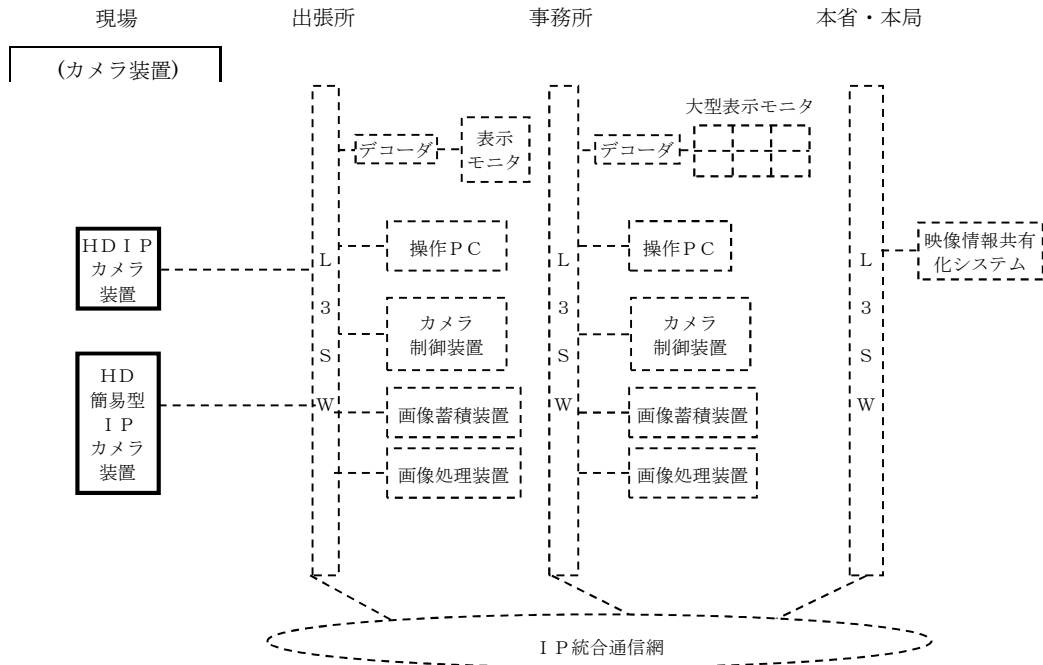 現場
出張所
事務所
本省・本局
(カメラ装置)
大型表示モニタ
デコーダ
表示
モニタ
デコーダ
HDIP
カメラ
装置
HD
簡易型
IP
カメラ
装置
L
3
S
W
操作PC
カメラ
制御装置
画像蓄積装置
画像処理装置
L
3
S
W
操作PC
カメラ
制御装置
画像蓄積装置
画像処理装置
L
3
S
W
映像情報共有
化システム
IP統合通信網